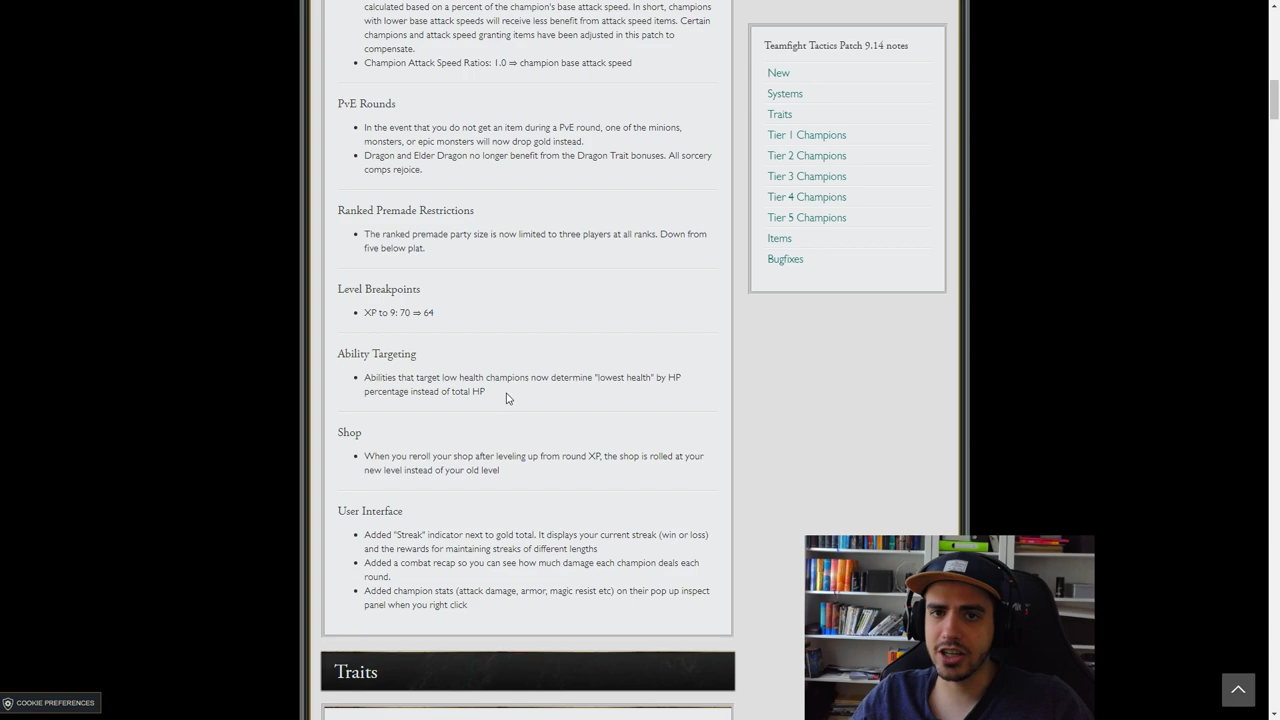 calculated based on a percent of the champion's base attack speed. In short, champions
with lower base attack speeds will receive less benefit from attack speed items. Certain
champions and attack speed granting items have been adjusted in this patch to
compensate.
Champion Attack Speed Ratios: 1.0 ⇒ champion base attack speed
PvE Rounds
In the event that you do not get an item during a PvE round, one of the minions,
monsters, or epic monsters will now drop gold instead.
Dragon and Elder Dragon no longer benefit from the Dragon Trait bonuses. All sorcery
comps rejoice.
Ranked Premade Restrictions
The ranked premade party size is now limited to three players at all ranks. Down from
five below plat.
Level Breakpoints
XP to 9: 70 ⇒ 64
Ability Targeting
Abilities that target low health champions now determine "lowest health" by HP
percentage instead of total HP
Shop
When you reroll your shop after leveling up from round XP, the shop is rolled at your
new level instead of your old level
User Interface
Added "Streak" indicator next to gold total. It displays your current streak (win or loss)
and the rewards for maintaining streaks of different lengths
Added a combat recap so you can see how much damage each champion deals each
round.
Added champion stats (attack damage, armor, magic resist etc) on their pop up inspect
panel when you right click
Traits
Teamfight Tactics Patch 9.14 notes
New
Systems
Traits
Tier 1 Champions
Tier 2 Champions
Tier 3 Champions
Tier 4 Champions
Tier 5 Champions
Items
Bugfixes
COOKIE PREFERENCES